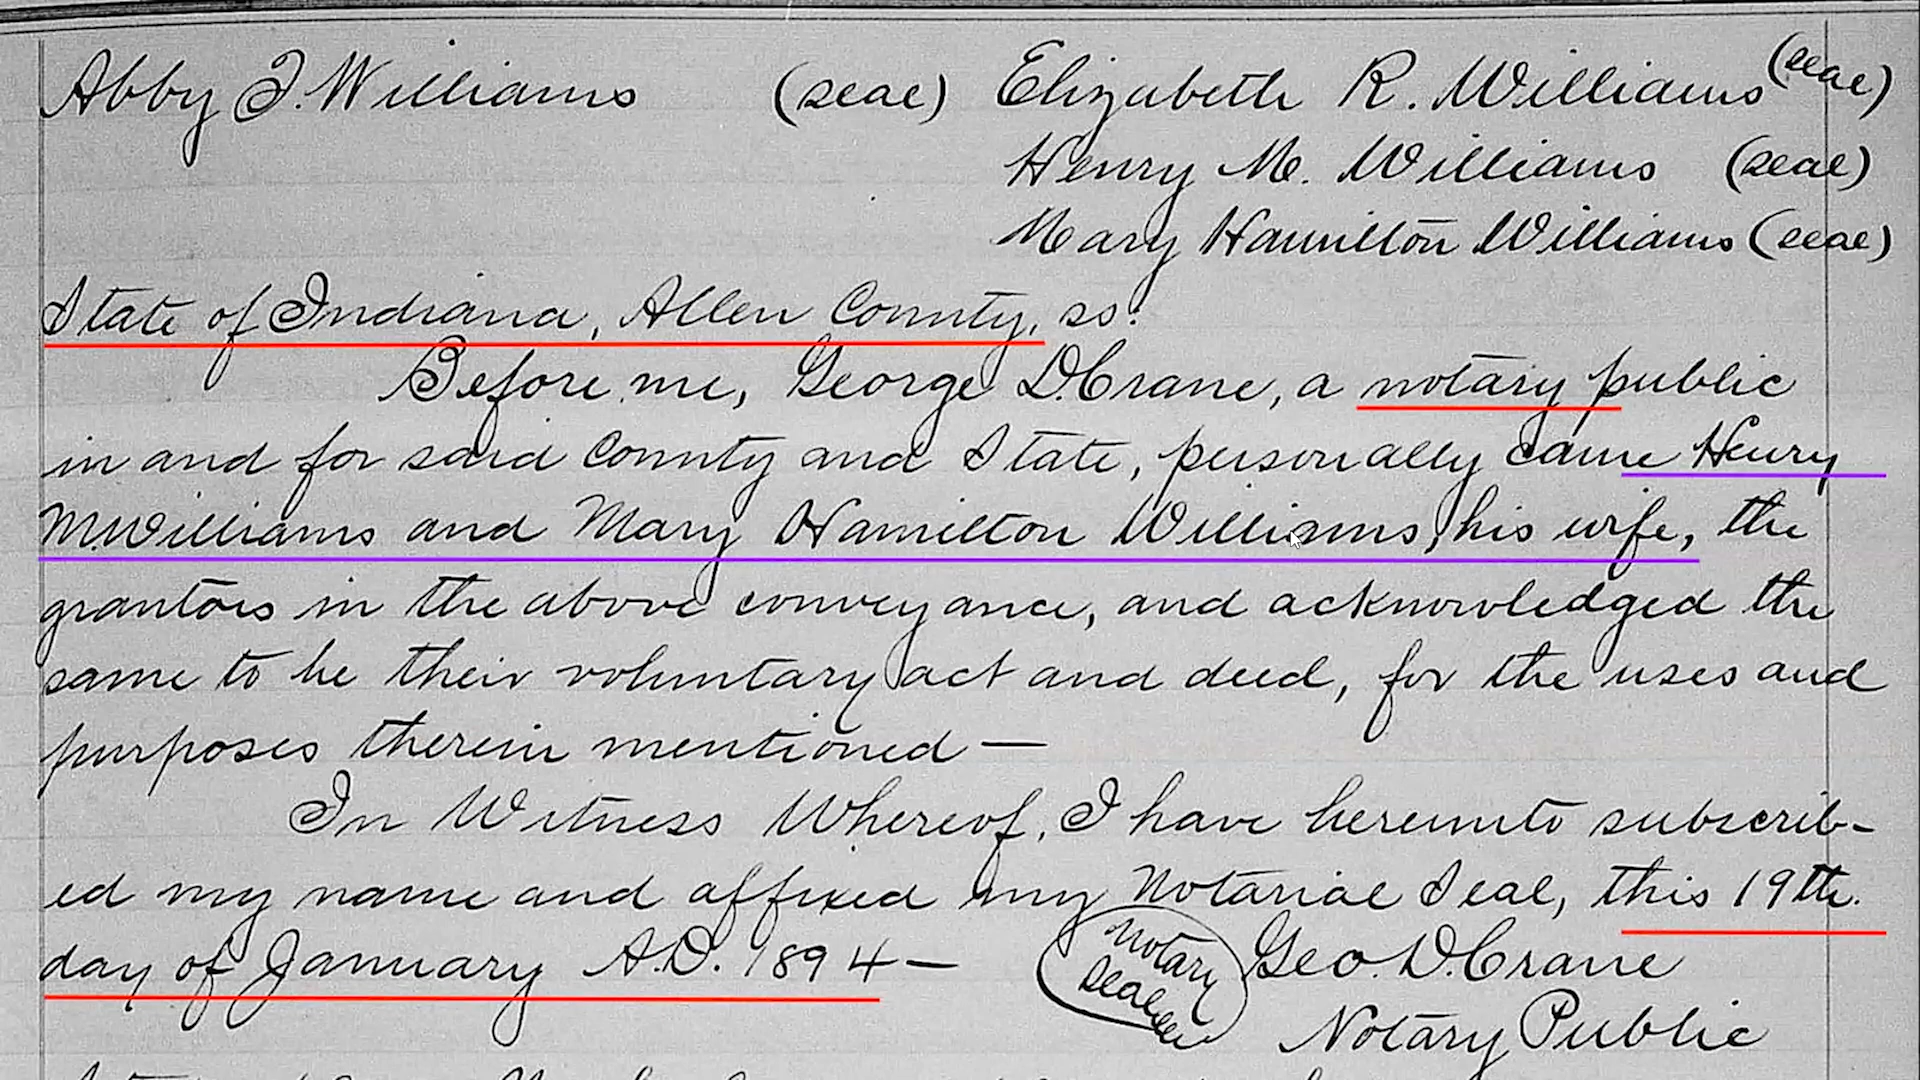 Abby J. Williams (seal) Elizabeth R. Williams (seal)
Henry M. Williams (seal)
Mary Hamilton Williams (seal)
State of Indiana, Allen County, ss:
Before me, George D. Crane, a notary public
in and for said County and State, personally came Henry
M. Williams and Mary Hamilton Williams, his wife, the
grantors in the above conveyance, and acknowledged the
same to be their voluntary act and deed, for the uses and
purposes therein mentioned —
In Witness Whereof, I have hereunto subscrib-
ed my name and affixed my Notarial Seal, this 19th.
day of January A.D. 1894 —
Notary Seal
Geo. D. Crane
Notary Public